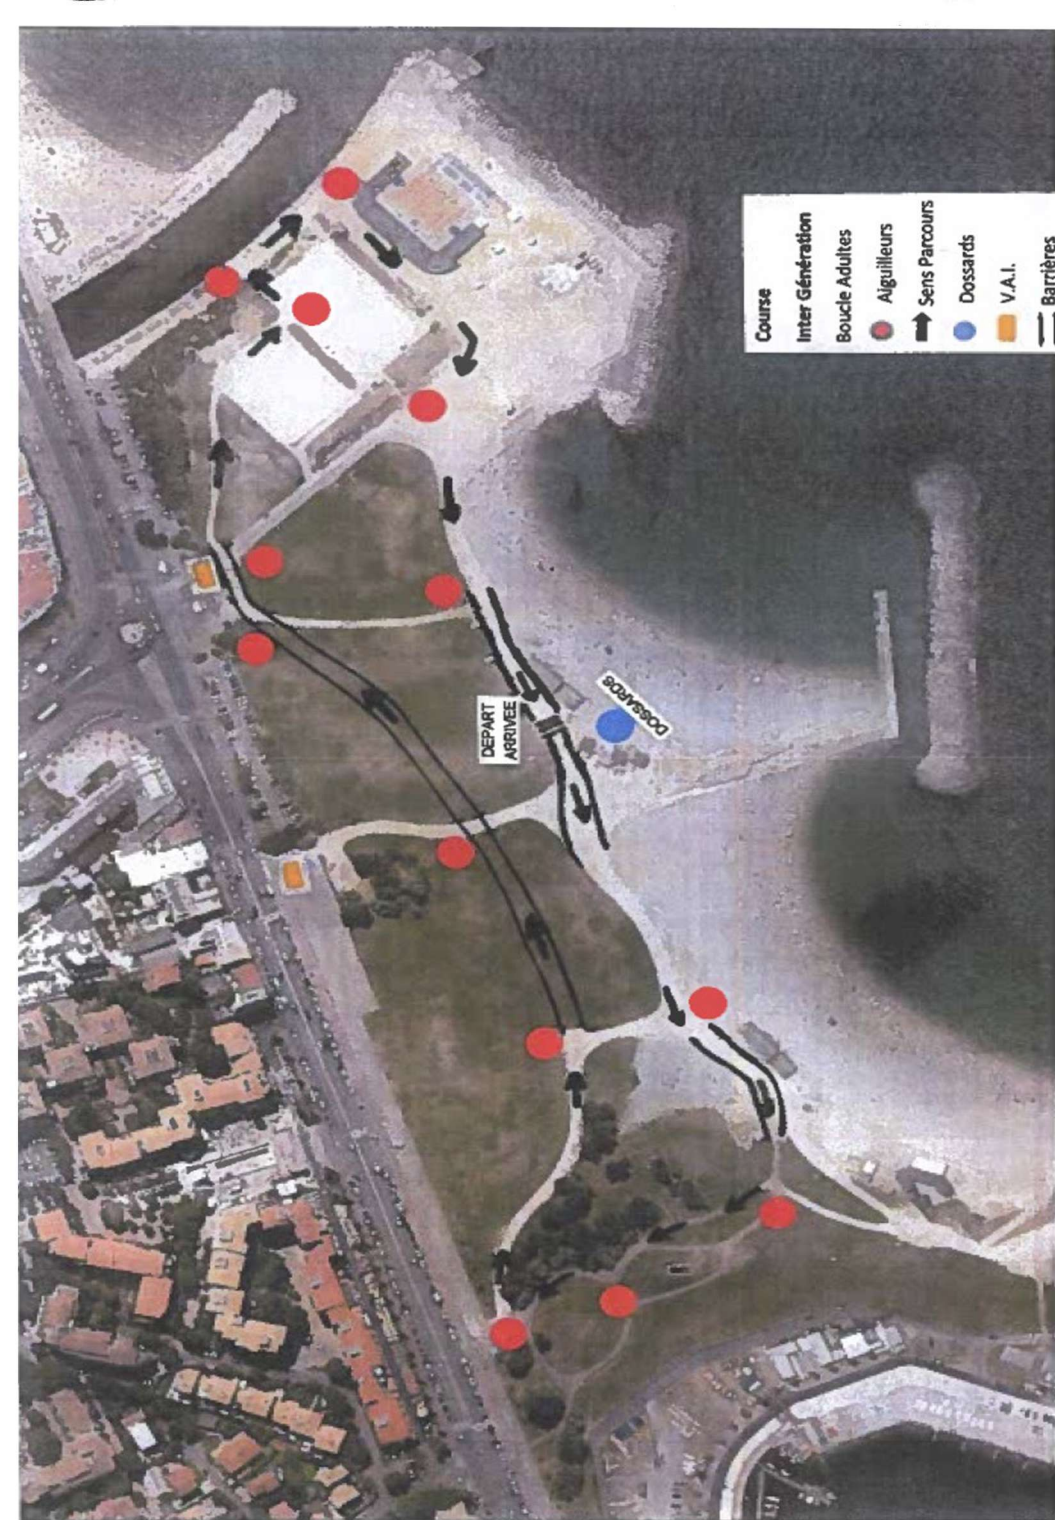 DEPART
ARRIVEE
DOSSARDS
Course
Inter Génération
Boucle Adultes
Aiguilleurs
Sens Parcours
Dossards
V.A.I.
Barrières